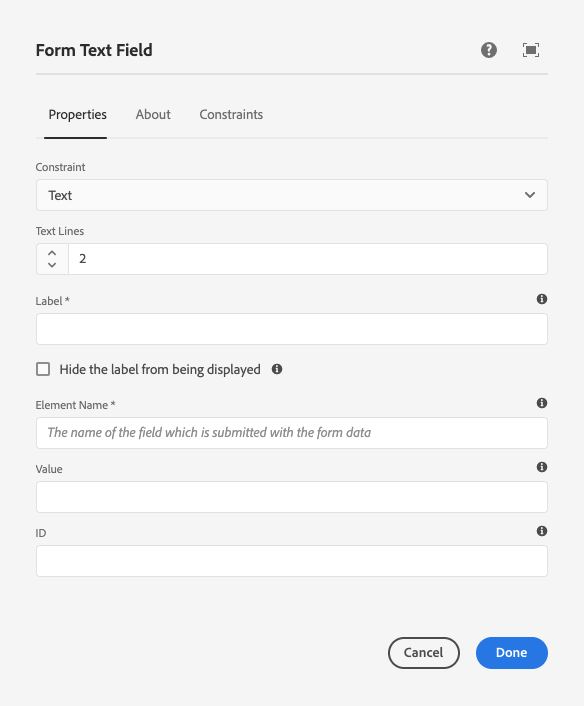 Form Text Field
Properties About Constraints
Constraint
Text
Text Lines
2
Label *
Hide the label from being displayed
Element Name *
The name of the field which is submitted with the form data
Value
ID
Cancel Done